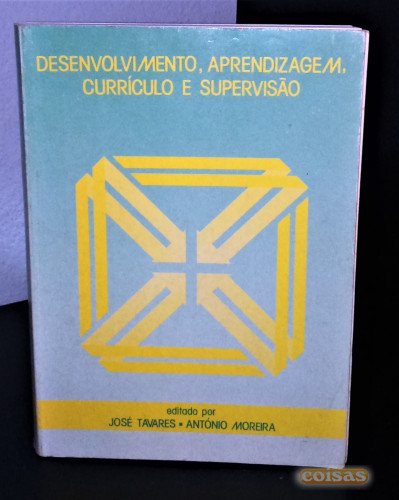 DESENVOLVIMENTO, APRENDIZAGEM,
CURRÍCULO E SUPERVISÃO
editado por
JOSÉ TAVARES • ANTÓNIO MOREIRA
coisas